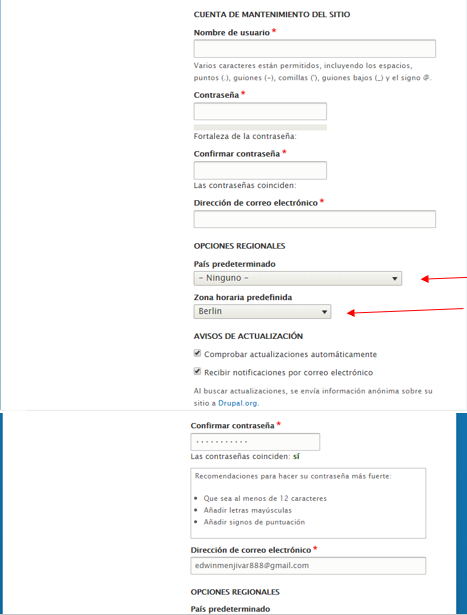 CUENTA DE MANTENIMIENTO DEL SITIO
Nombre de usuario *
Varios caracteres están permitidos, incluyendo los espacios,
puntos (.), guiones (-), comillas ('), guiones bajos (_) y el signo @.
Contraseña *
Fortaleza de la contraseña:
Confirmar contraseña *
Las contraseñas coinciden:
Dirección de correo electrónico *
OPCIONES REGIONALES
País predeterminado
- Ninguno -
Zona horaria predefinida
Berlin
AVISOS DE ACTUALIZACIÓN
Comprobar actualizaciones automáticamente
Recibir notificaciones por correo electrónico
Al buscar actualizaciones, se envía información anónima sobre su
sitio a Drupal.org.
Confirmar contraseña *
···········
Las contraseñas coinciden: sí
Recomendaciones para hacer su contraseña más fuerte:
• Que sea al menos de 12 caracteres
• Añadir letras mayúsculas
• Añadir signos de puntuación
Dirección de correo electrónico *
edwinmenjivar888@gmail.com
OPCIONES REGIONALES
País predeterminado